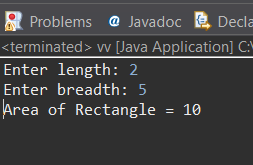 Problems @ Javadoc Decla
<terminated> vv [Java Application] C:\
Enter length: 2
Enter breadth: 5
Area of Rectangle = 10